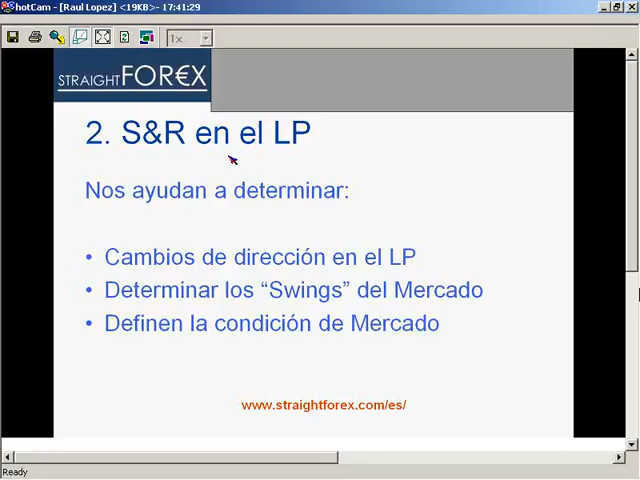 hotCam - [Raul Lopez] <19KB> - 17:41:29
1x
STRAIGHTFOR€X
2. S&R en el LP
Nos ayudan a determinar:
• Cambios de dirección en el LP
• Determinar los “Swings” del Mercado
• Definen la condición de Mercado
www.straightforex.com/es/
Ready